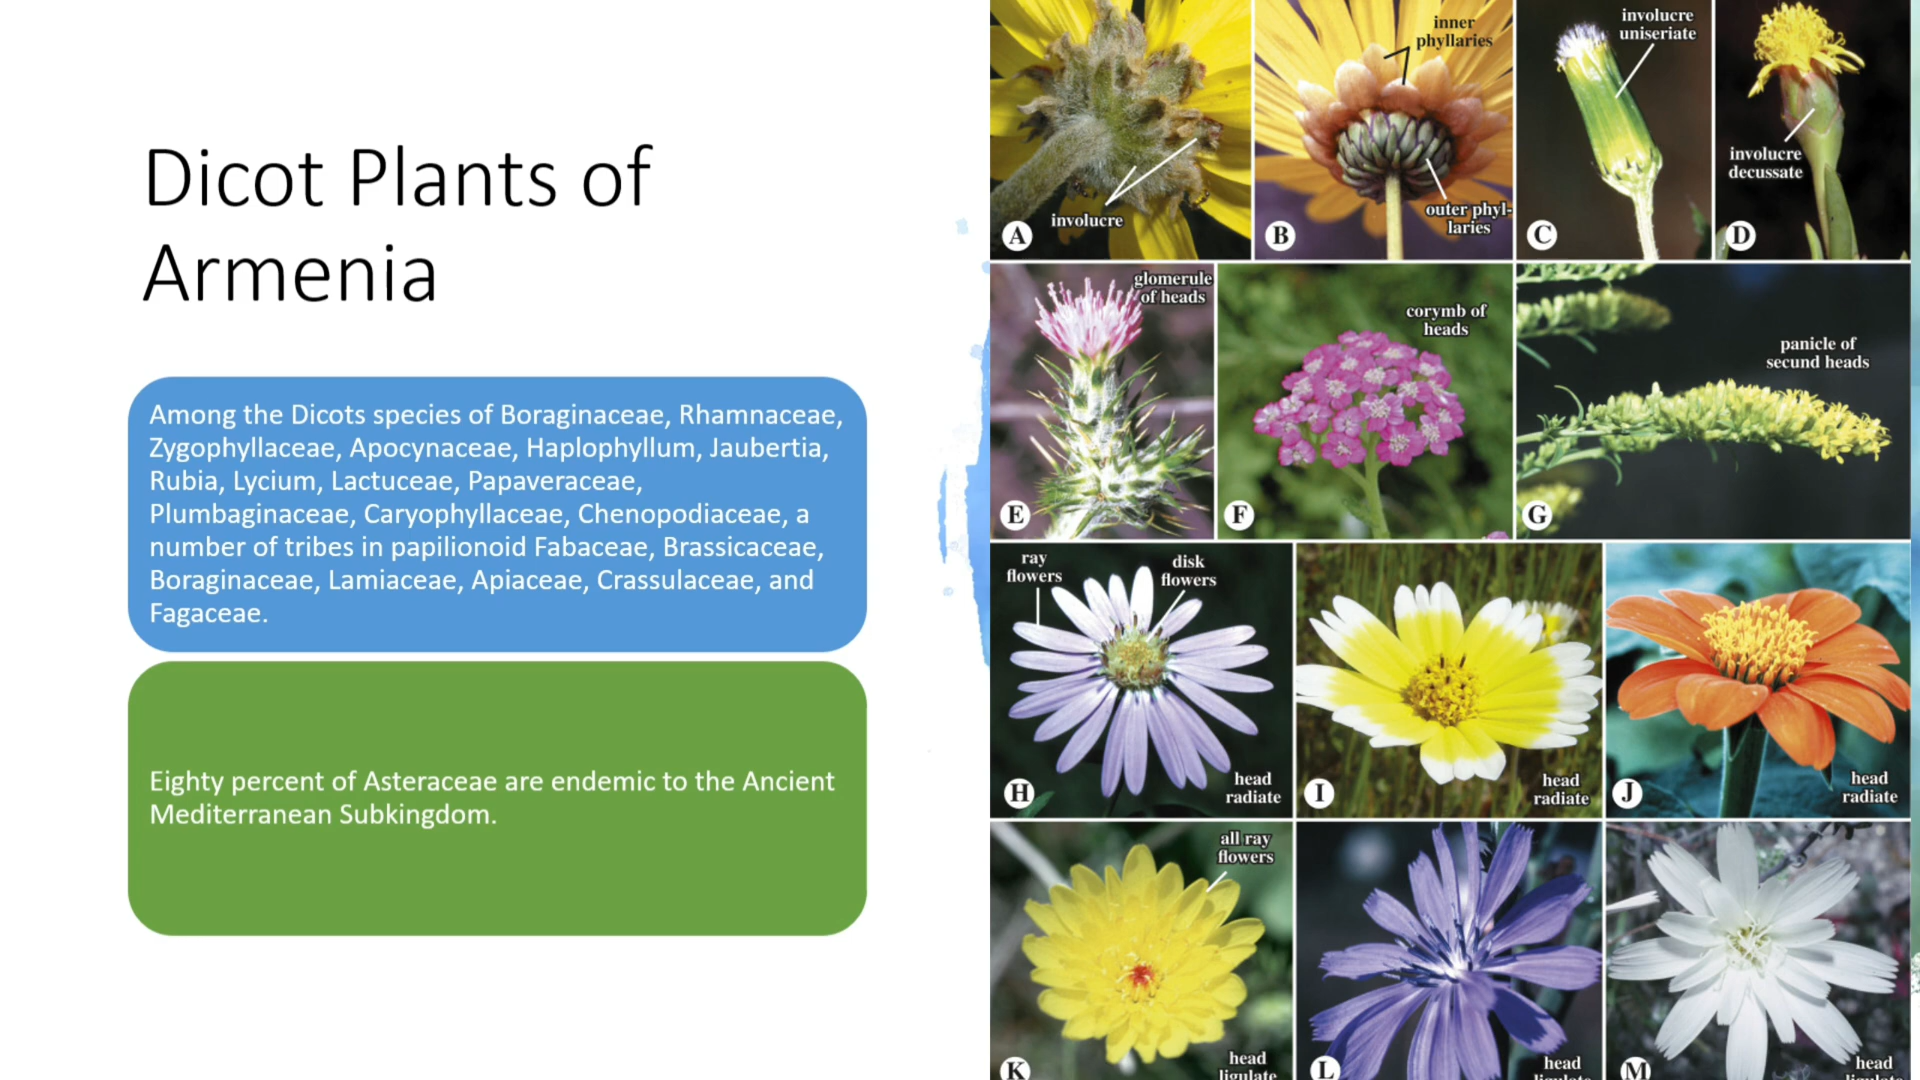 Dicot Plants of
Armenia
Among the Dicots species of Boraginaceae, Rhamnaceae,
Zygophyllaceae, Apocynaceae, Haplophyllum, Jaubertia,
Rubia, Lycium, Lactuceae, Papaveraceae,
Plumbaginaceae, Caryophyllaceae, Chenopodiaceae, a
number of tribes in papilionoid Fabaceae, Brassicaceae,
Boraginaceae, Lamiaceae, Apiaceae, Crassulaceae, and
Fagaceae.
Eighty percent of Asteraceae are endemic to the Ancient
Mediterranean Subkingdom.
involucre
A
inner
phyllaries
outer phyl-
laries
B
involucre
uniseriate
C
involucre
decussate
D
glomerule
of heads
E
corymb of
heads
F
panicle of
secund heads
G
ray
flowers
disk
flowers
head
radiate
H
head
radiate
I
head
radiate
J
all ray
flowers
head
ligulate
K
head
ligulate
L
head
ligulate
M